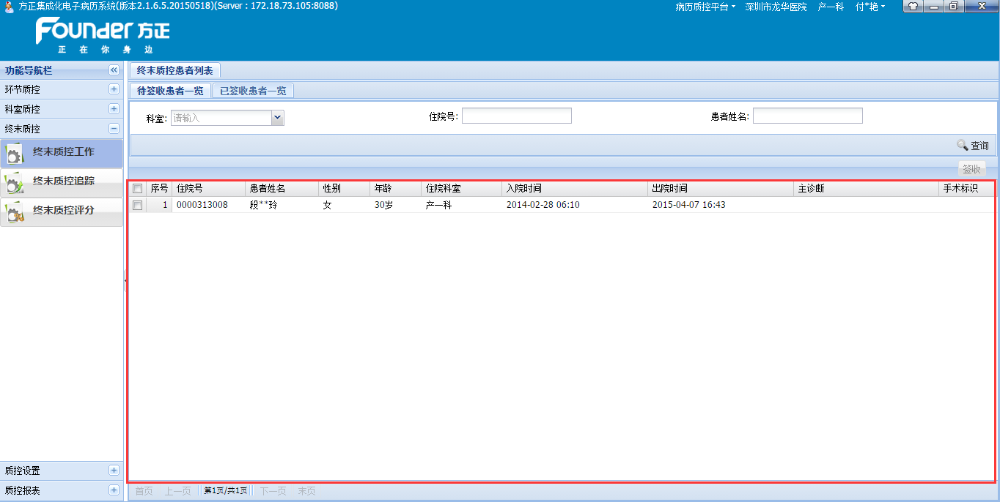 方正集成化电子病历系统(版本2.1.6.5.20150518)(Server : 172.18.73.105:8088)
病历质控平台 深圳市龙华医院 产一科 付*艳
Founder 方正
正在你身边
功能导航栏
终末质控患者列表
环节质控
待签收患者一览 已签收患者一览
科室质控
科室: 请输入 住院号: 患者姓名:
终末质控
查询
终末质控工作
签收
终末质控追踪
终末质控评分
序号 住院号 患者姓名 性别 年龄 住院科室 入院时间 出院时间 主诊断 手术标识
1 0000313008 段**玲 女 30岁 产一科 2014-02-28 06:10 2015-04-07 16:43
质控设置
质控报表
首页 上一页 第1页/共1页 下一页 末页